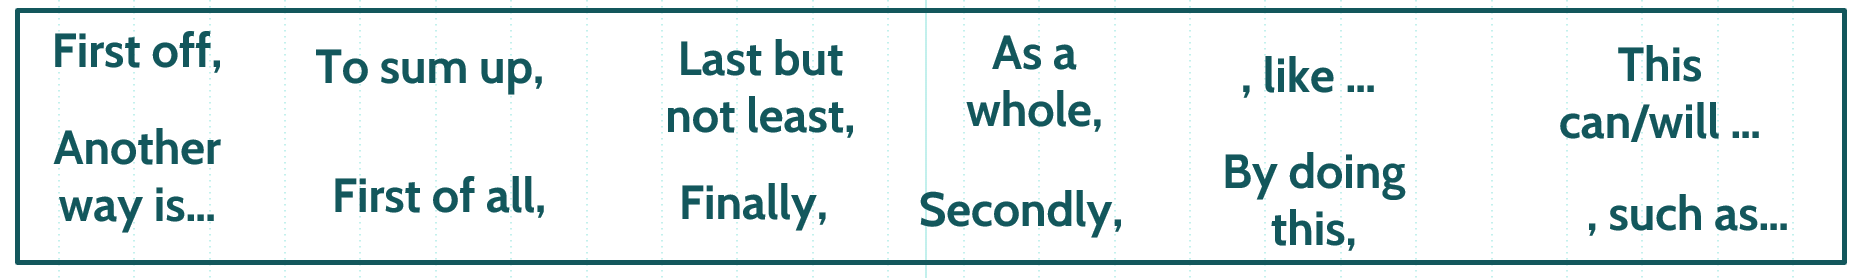 First off,
To sum up,
Last but
not least,
As a
whole,
, like ...
This
can/will ...
Another
way is...
First of all,
Finally,
Secondly,
By doing
this,
, such as...